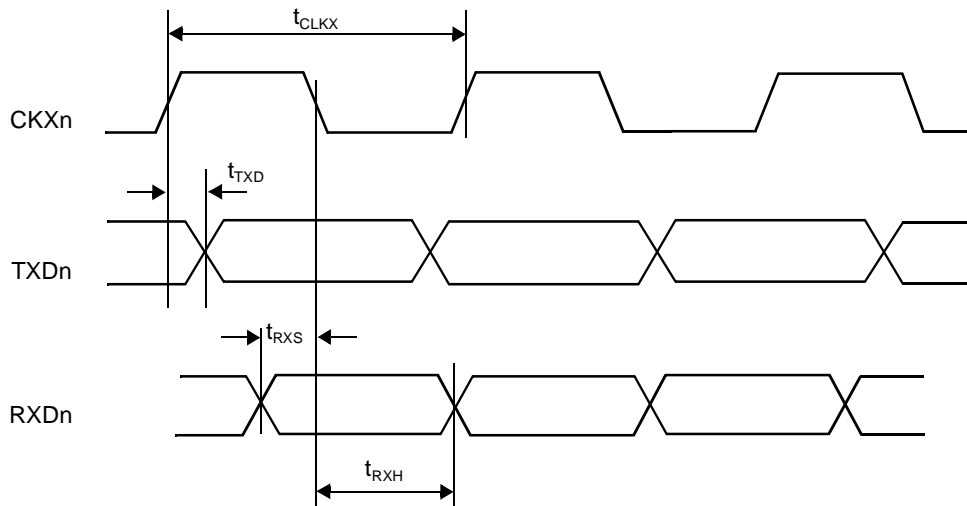 tCLKX
CKXn
tTXD
TXDn
tRXS
RXDn
tRXH